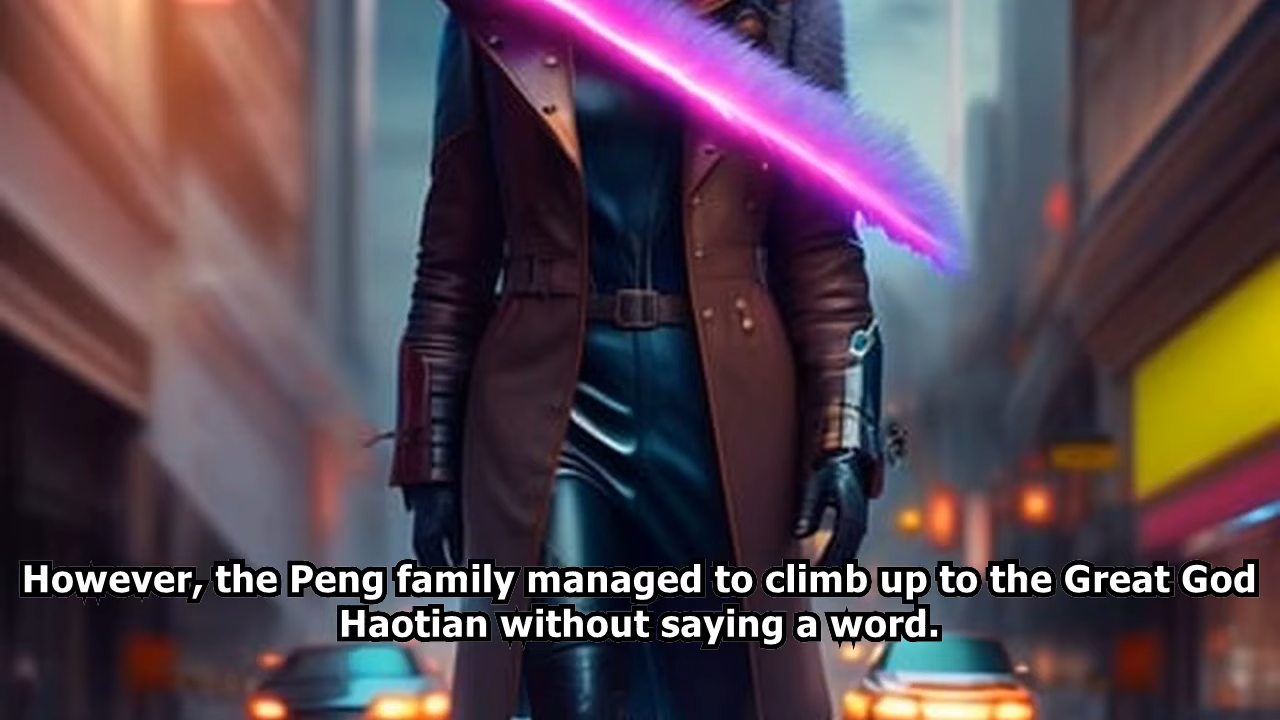 However, the Peng family managed to climb up to the Great God
Haotian without saying a word.